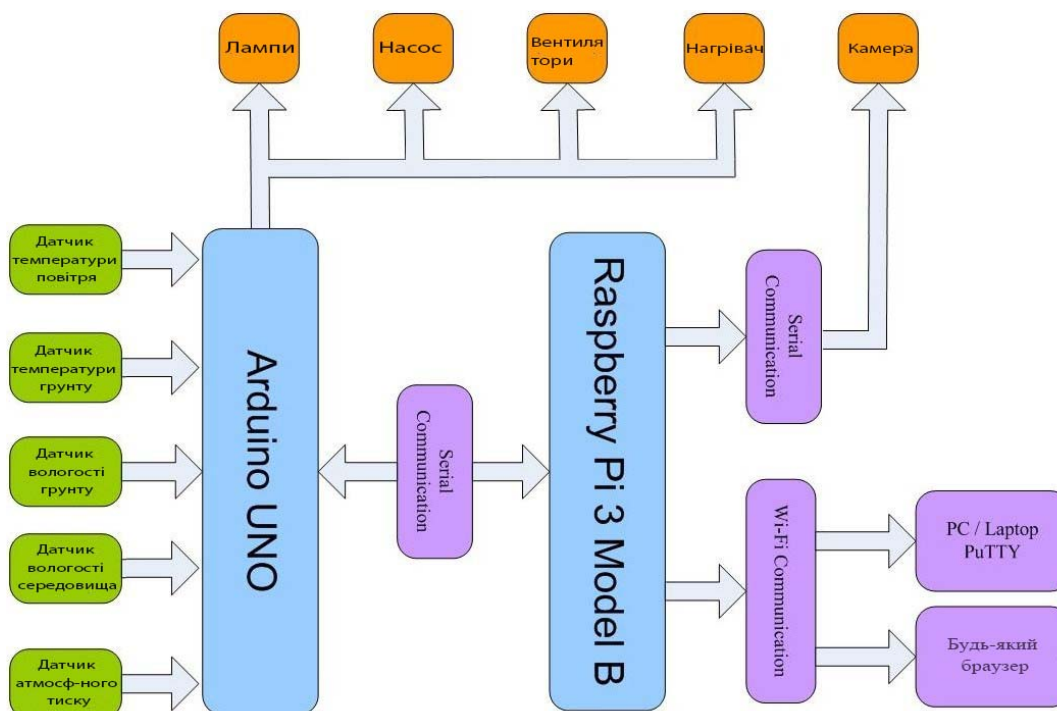 Лампи
Насос
Вентиля
тори
Нагрівач
Камера
Датчик
температури
повітря
Датчик
температури
грунту
Датчик
вологості
грунту
Датчик
вологості
середовища
Датчик
атмосф-ного
тиску
Arduino UNO
Serial
Communication
Raspberry Pi 3 Model B
Serial
Communication
Wi-Fi Communication
PC / Laptop
PuTTY
Будь-який
браузер